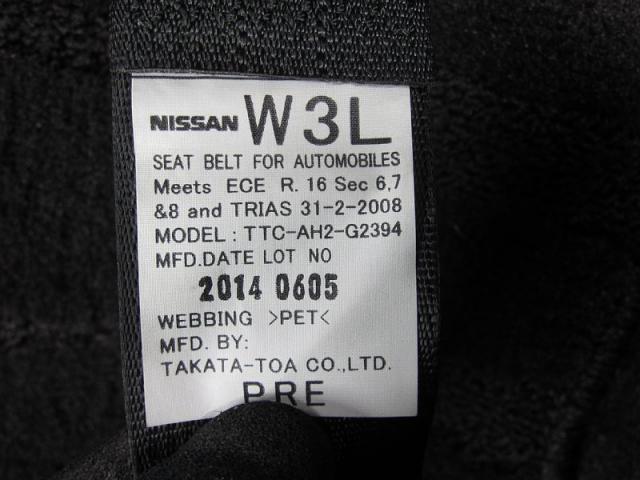 NISSAN W3L
SEAT BELT FOR AUTOMOBILES
Meets ECE R. 16 Sec 6,7
&8 and TRIAS 31-2-2008
MODEL : TTC-AH2-G2394
MFD.DATE LOT NO
2014 0605
WEBBING >PET<
MFD. BY:
TAKATA-TOA CO.,LTD.
PRE